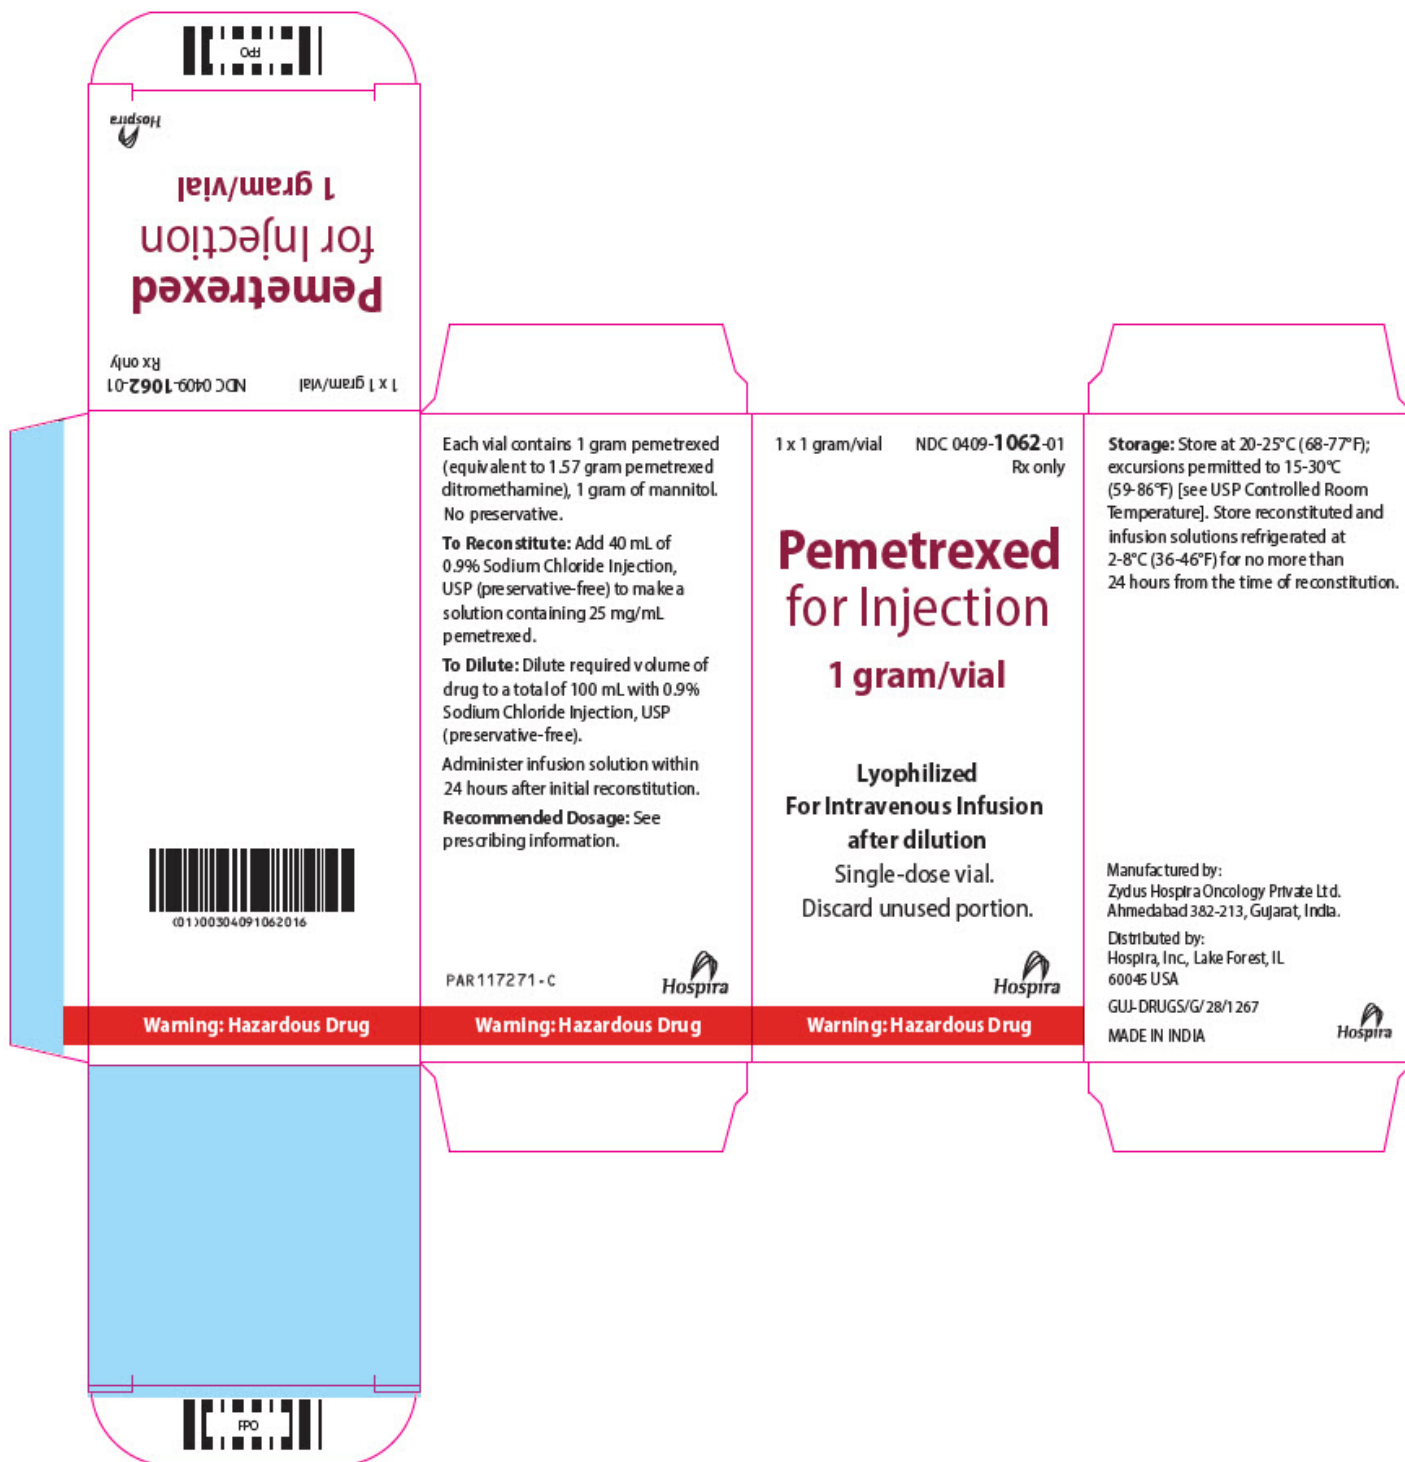 FPO
Hospira
1 gram/vial
for Injection
Pemetrexed
Rx only
NDC 0409-1062-01
1 x 1 gram/vial
(01)00304091062016
Warning: Hazardous Drug
Each vial contains 1 gram pemetrexed
(equivalent to 1.57 gram pemetrexed
ditromethamine), 1 gram of mannitol.
No preservative.
To Reconstitute: Add 40 mL of
0.9% Sodium Chloride Injection,
USP (preservative-free) to make a
solution containing 25 mg/mL
pemetrexed.
To Dilute: Dilute required volume of
drug to a total of 100 mL with 0.9%
Sodium Chloride Injection, USP
(preservative-free).
Administer infusion solution within
24 hours after initial reconstitution.
Recommended Dosage: See
prescribing information.
PAR117271-C
Hospira
Warning: Hazardous Drug
1 x 1 gram/vial
NDC 0409-1062-01
Rx only
Pemetrexed
for Injection
1 gram/vial
Lyophilized
For Intravenous Infusion
after dilution
Single-dose vial.
Discard unused portion.
Hospira
Warning: Hazardous Drug
Storage: Store at 20-25°C (68-77°F);
excursions permitted to 15-30°C
(59-86°F) [see USP Controlled Room
Temperature]. Store reconstituted and
infusion solutions refrigerated at
2-8°C (36-46°F) for no more than
24 hours from the time of reconstitution.
Manufactured by:
Zydus Hospira Oncology Private Ltd.
Ahmedabad 382-213, Gujarat, India.
Distributed by:
Hospira, Inc., Lake Forest, IL
60045 USA
GUJ-DRUGS/G/28/1267
MADE IN INDIA
Hospira
FPO